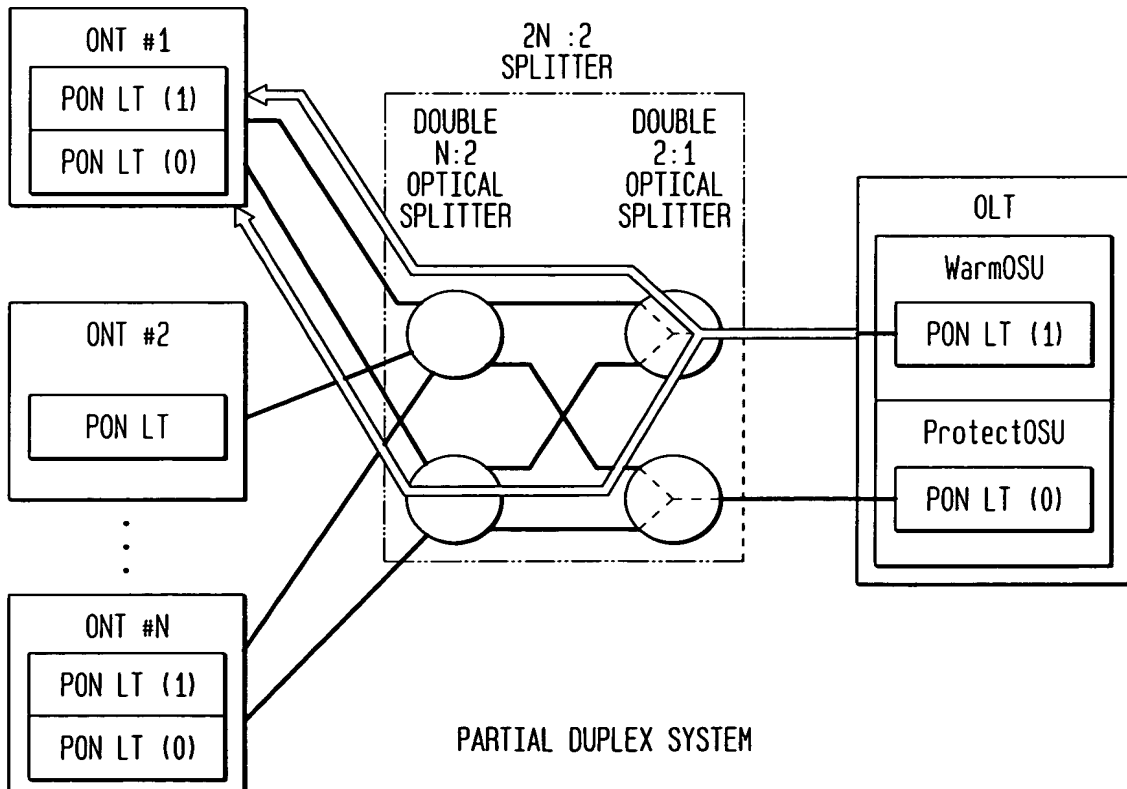 ONT #1
PON LT (1)
PON LT (0)
2N :2
SPLITTER
DOUBLE
N:2
OPTICAL
SPLITTER
DOUBLE
2:1
OPTICAL
SPLITTER
OLT
WarmOSU
PON LT (1)
ProtectOSU
PON LT (0)
ONT #2
PON LT
ONT #N
PON LT (1)
PON LT (0)
PARTIAL DUPLEX SYSTEM